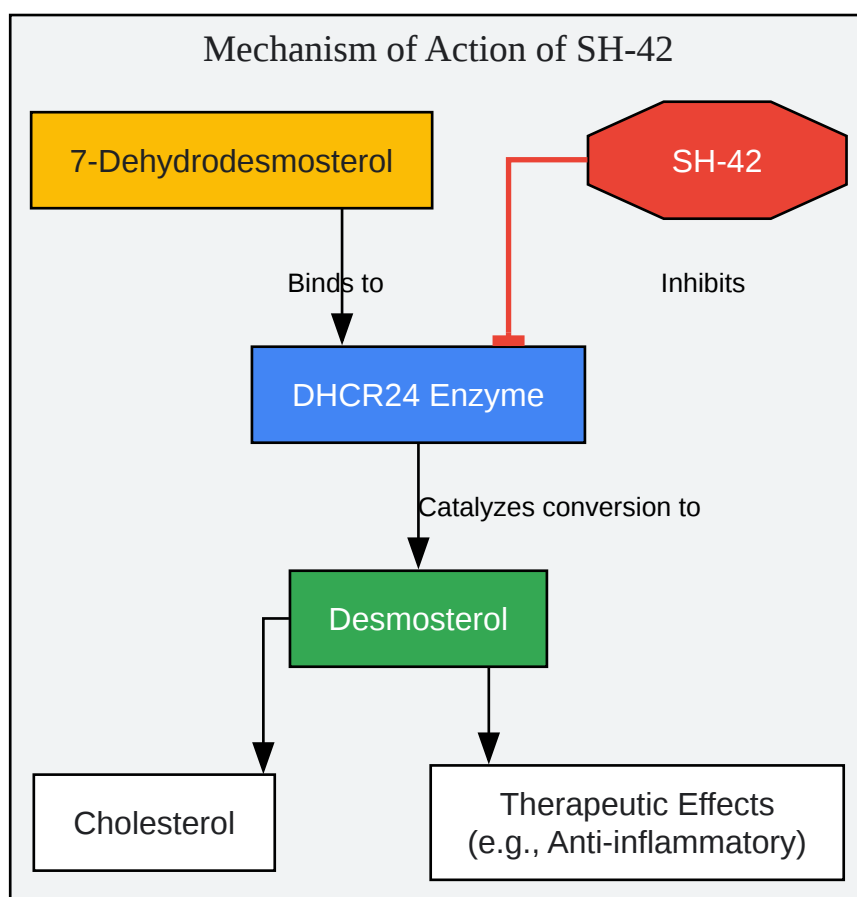 Mechanism of Action of SH-42
7-Dehydrodesmosterol
SH-42
Binds to
Inhibits
DHCR24 Enzyme
Catalyzes conversion to
Desmosterol
Cholesterol
Therapeutic Effects
(e.g., Anti-inflammatory)